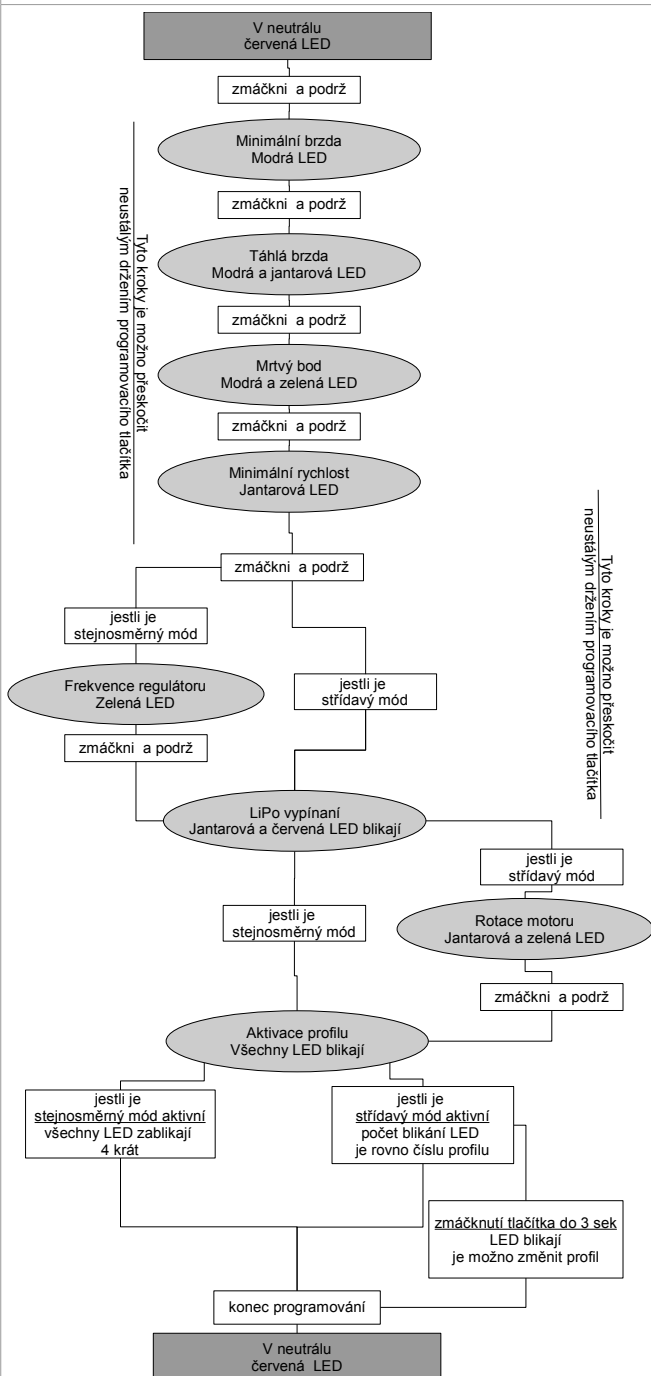 V neutrálu
červená LED
zmáčkni a podrž
Minimální brzda
Modrá LED
zmáčkni a podrž
Táhlá brzda
Modrá a jantarová LED
zmáčkni a podrž
Mrtvý bod
Modrá a zelená LED
zmáčkni a podrž
Minimální rychlost
Jantarová LED
Tyto kroky je možno přeskočit
neustálým držením programovacího tlačítka
zmáčkni a podrž
jestli je
stejnosměrný mód
Frekvence regulátoru
Zelená LED
zmáčkni a podrž
jestli je
střídavý mód
Tyto kroky je možno přeskočit
neustálým držením programovacího tlačítka
LiPo vypínaní
Jantarová a červená LED blikají
jestli je
střídavý mód
jestli je
stejnosměrný mód
Rotace motoru
Jantarová a zelená LED
zmáčkni a podrž
Aktivace profilu
Všechny LED blikají
jestli je
stejnosměrný mód aktivní
všechny LED zablikají
4 krát
jestli je
střídavý mód aktivní
počet blikání LED
je rovno číslu profilu
zmáčknutí tlačítka do 3 sek
LED blikají
je možno změnit profil
konec programování
V neutrálu
červená LED